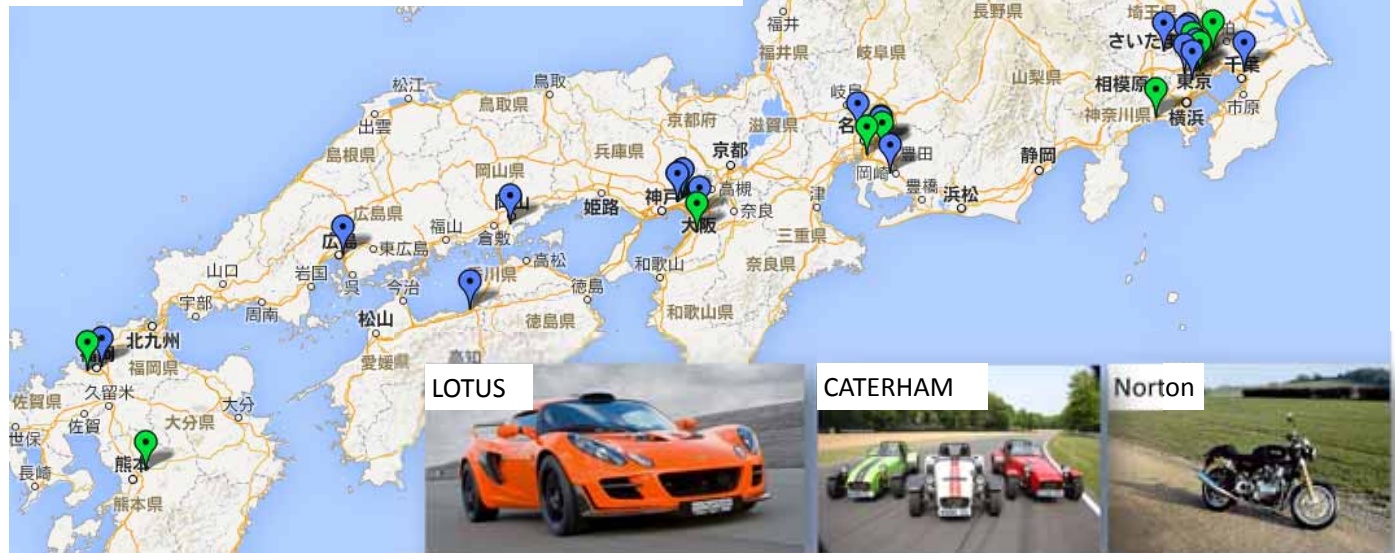 福井
長野県
埼玉県
柏
さいたま
福井県
岐阜県
千葉
東京
山梨県
相模原
松江
鳥取
岐阜
市原
鳥取県
京都府
滋賀県
神奈川県
横浜
出雲
名
島根県
兵庫県
京都
豊田
静岡
岡山県
岡崎
高槻
豊橋
浜松
津
神戸
姫路
奈良
広島県
福山
大阪
倉敷
三重県
広島
東広島
高松
和歌山
奈良県
山口
岩国
呉
今治
香川県
徳島
宇部
周南
和歌山県
松山
徳島県
北九州
愛媛県
高知
福岡
福岡県
久留米
佐賀県
大分
大分県
佐賀
世保
熊本
長崎
熊本県
LOTUS
CATERHAM
Norton